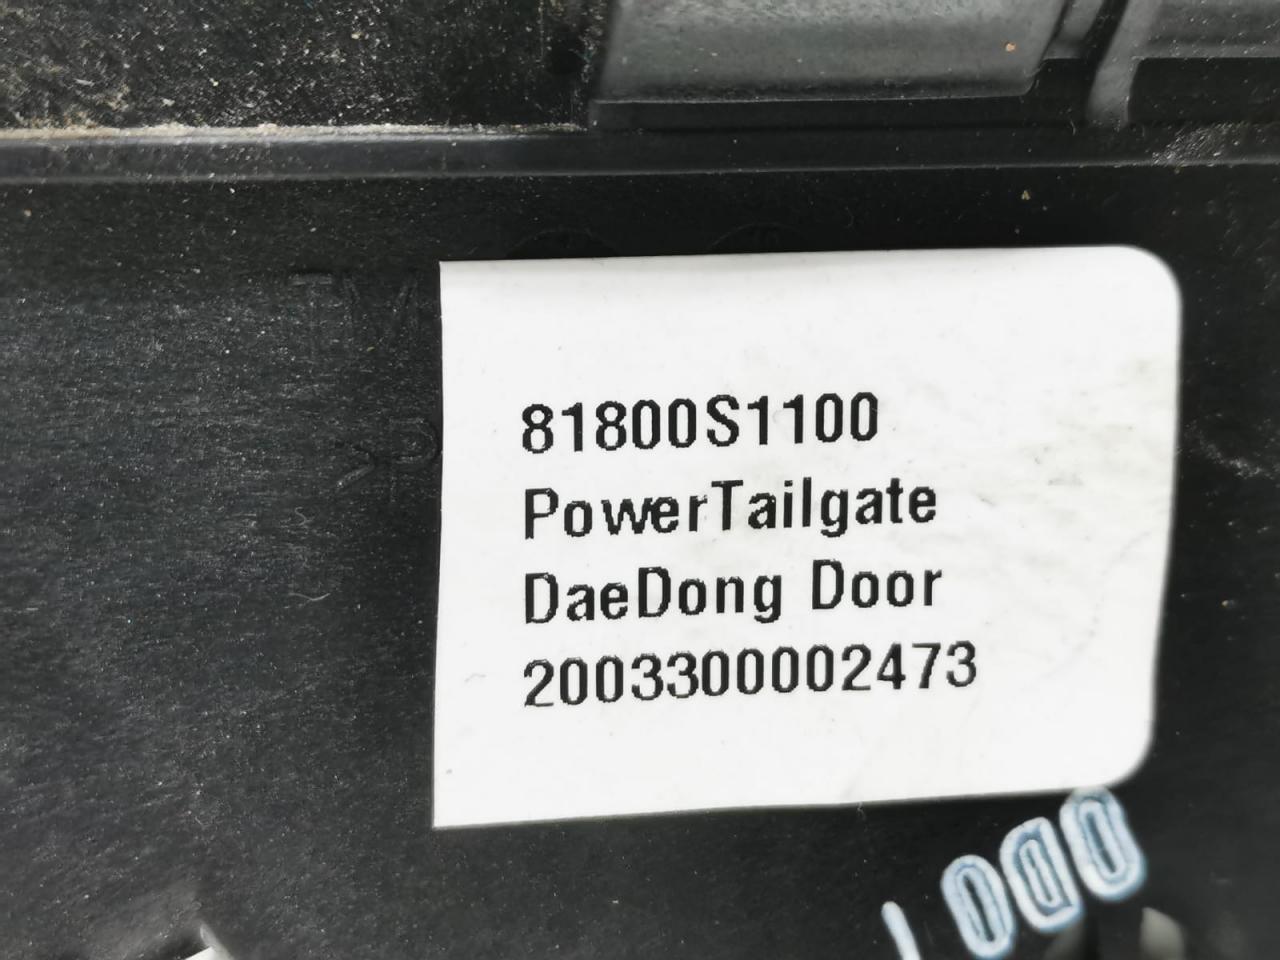 81800S1100
PowerTailgate
DaeDong Door
2003300002473